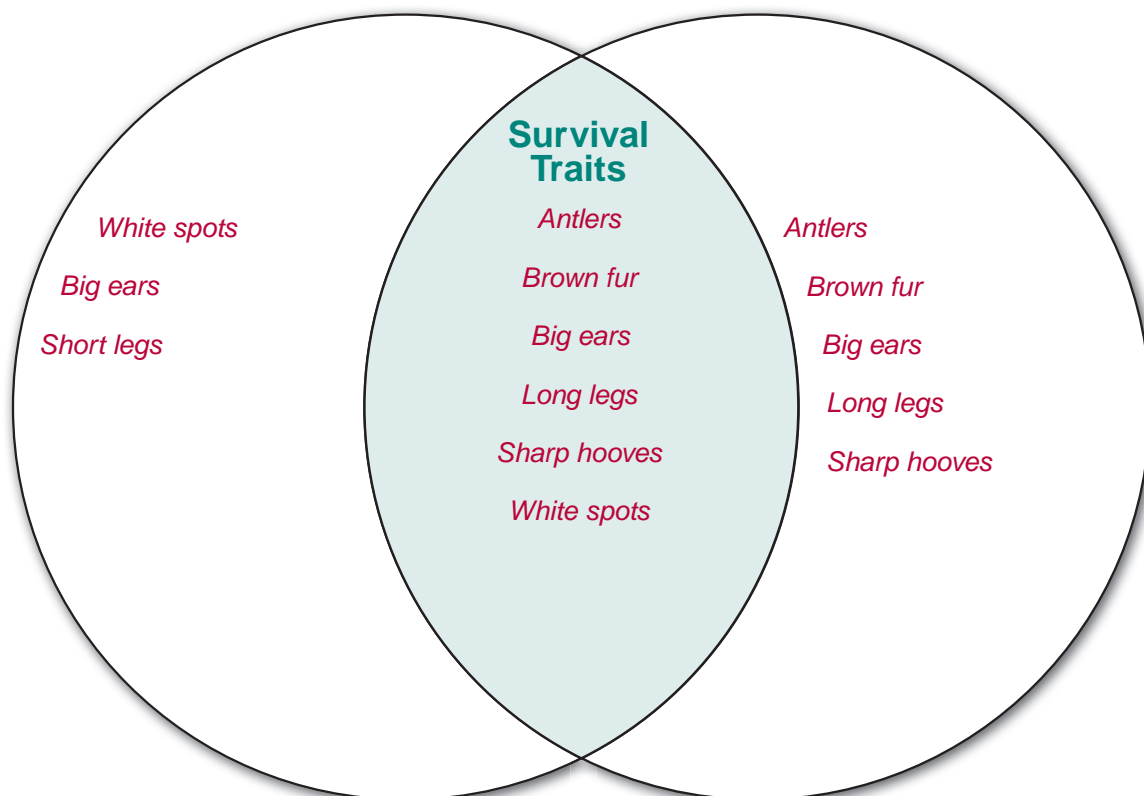 White spots
Big ears
Short legs
Survival
Traits
Antlers
Brown fur
Big ears
Long legs
Sharp hooves
White spots
Antlers
Brown fur
Big ears
Long legs
Sharp hooves